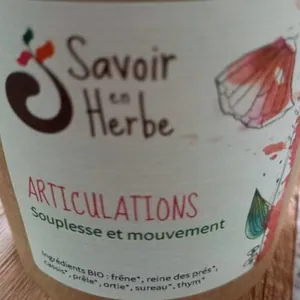 Savoir
en
Herbe
ARTICULATIONS
Souplesse et mouvement
Ingrédients BIO : frêne*, reine des prés*,
cassis*, prêle*, ortie*, sureau*, thym*